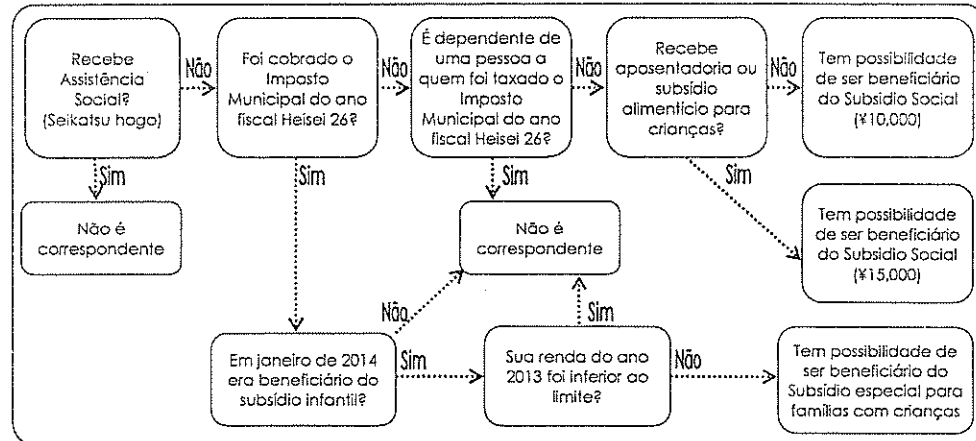 Recebe
Assistência
Social?
(Seikatsu hogo)
Não
Foi cobrado o
Imposto
Municipal do ano
fiscal Heisei 26?
Não
É dependente de
uma pessoa a
quem foi taxado o
Imposto
Municipal do ano
fiscal Heisei 26?
Não
Recebe
aposentadoria ou
subsídio
alimentício para
crianças?
Não
Tem possibilidade
de ser beneficiário
do Subsidio Social
(¥10,000)
Sim
Sim
Sim
Sim
Não é
correspondente
Não é
correspondente
Tem possibilidade
de ser beneficiário
do Subsidio Social
(¥15,000)
Não
Sim
Em janeiro de 2014
era beneficiário do
subsídio infantil?
Sim
Sua renda do ano
2013 foi inferior ao
limite?
Não
Tem possibilidade de
ser beneficiário do
Subsídio especial para
famílias com crianças